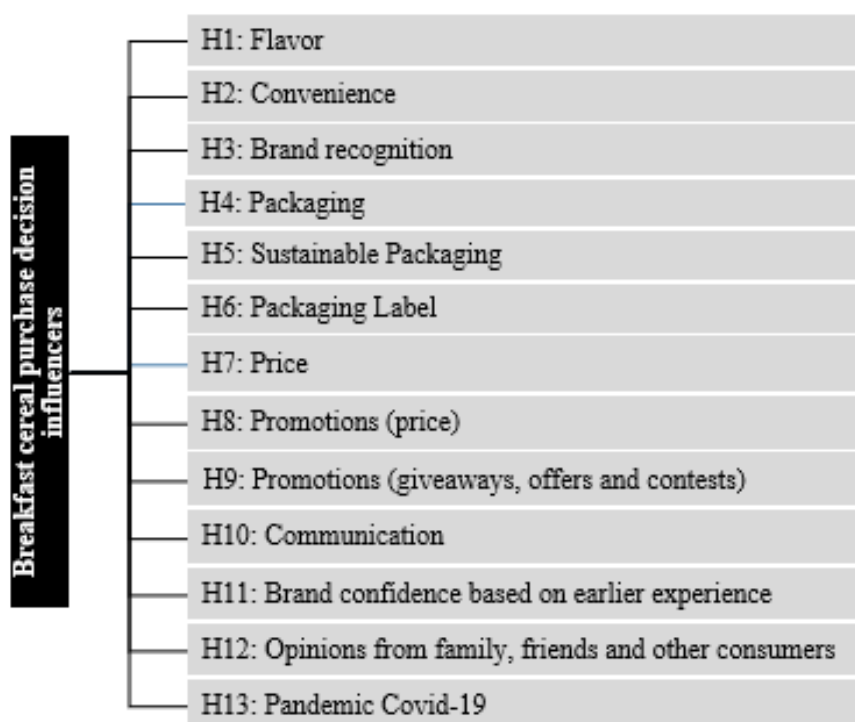 Breakfast cereal purchase decision
influencers
H1: Flavor
H2: Convenience
H3: Brand recognition
H4: Packaging
H5: Sustainable Packaging
H6: Packaging Label
H7: Price
H8: Promotions (price)
H9: Promotions (giveaways, offers and contests)
H10: Communication
H11: Brand confidence based on earlier experience
H12: Opinions from family, friends and other consumers
H13: Pandemic Covid-19